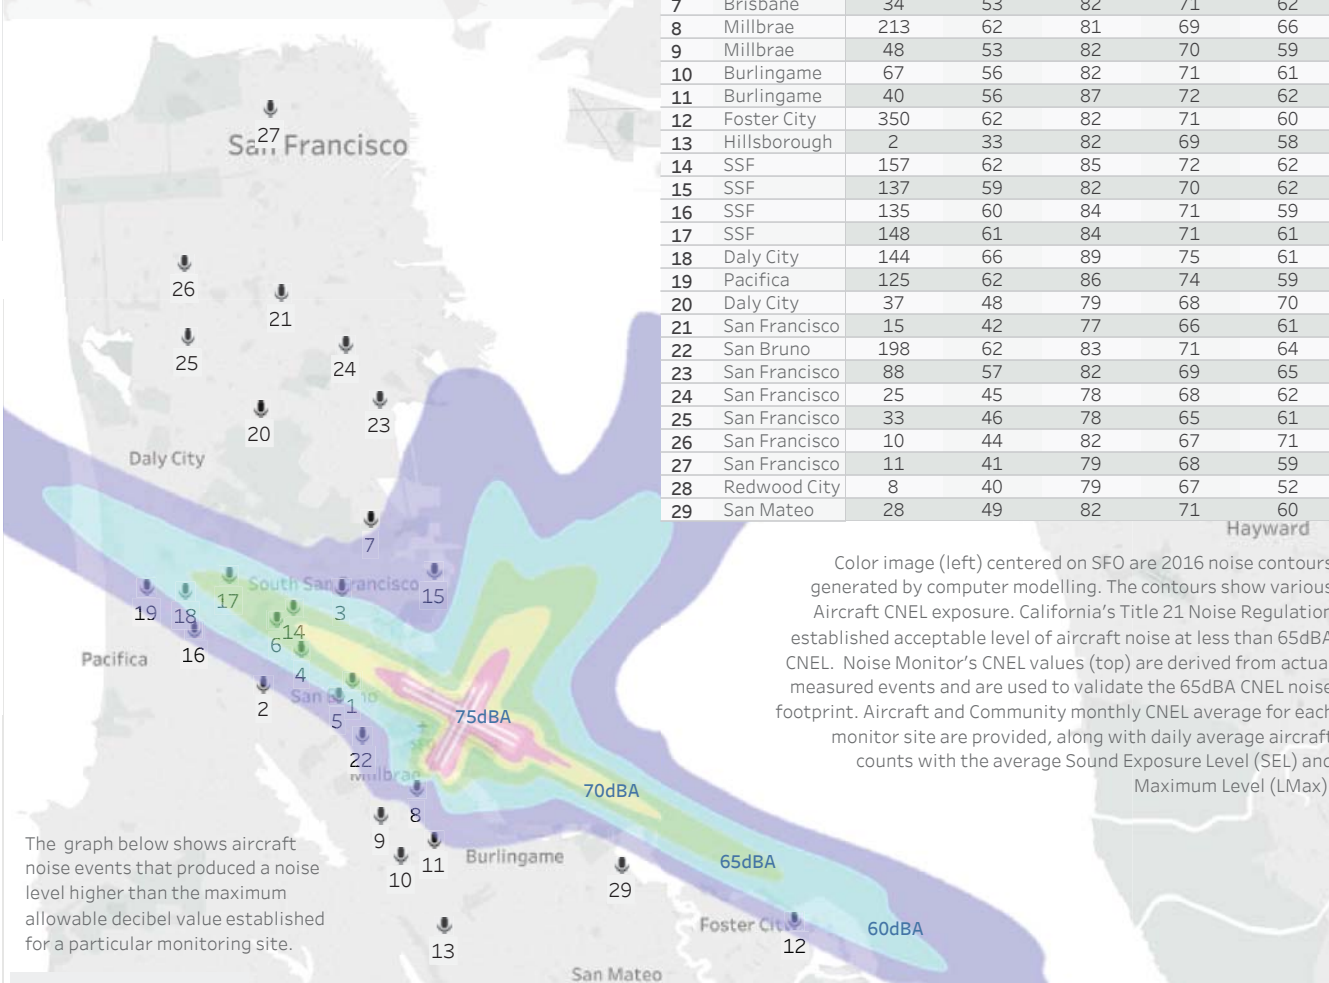 7 Brisbane 34 53 82 71 62
8 Millbrae 213 62 81 69 66
9 Millbrae 48 53 82 70 59
10 Burlingame 67 56 82 71 61
11 Burlingame 40 56 87 72 62
12 Foster City 350 62 82 71 60
13 Hillsborough 2 33 82 69 58
14 SSF 157 62 85 72 62
15 SSF 137 59 82 70 62
16 SSF 135 60 84 71 59
17 SSF 148 61 84 71 61
18 Daly City 144 66 89 75 61
19 Pacifica 125 62 86 74 59
20 Daly City 37 48 79 68 70
21 San Francisco 15 42 77 66 61
22 San Bruno 198 62 83 71 64
23 San Francisco 88 57 82 69 65
24 San Francisco 25 45 78 68 62
25 San Francisco 33 46 78 65 61
26 San Francisco 10 44 82 67 71
27 San Francisco 11 41 79 68 59
28 Redwood City 8 40 79 67 52
29 San Mateo 28 49 82 71 60
27
San Francisco
26
21
25
24
20
23
Daly City
7
Hayward
South San Francisco
19
18
17
3
15
14
6
16
Pacifica
4
2
San Bruno
1
5
75dBA
22
Millbrae
8
70dBA
9
11
10
Burlingame
65dBA
29
13
Foster City
12
60dBA
San Mateo
Color image (left) centered on SFO are 2016 noise contours
generated by computer modelling. The contours show various
Aircraft CNEL exposure. California's Title 21 Noise Regulation
established acceptable level of aircraft noise at less than 65dBA
CNEL. Noise Monitor's CNEL values (top) are derived from actual
measured events and are used to validate the 65dBA CNEL noise
footprint. Aircraft and Community monthly CNEL average for each
monitor site are provided, along with daily average aircraft
counts with the average Sound Exposure Level (SEL) and
Maximum Level (LMax)
The graph below shows aircraft
noise events that produced a noise
level higher than the maximum
allowable decibel value established
for a particular monitoring site.